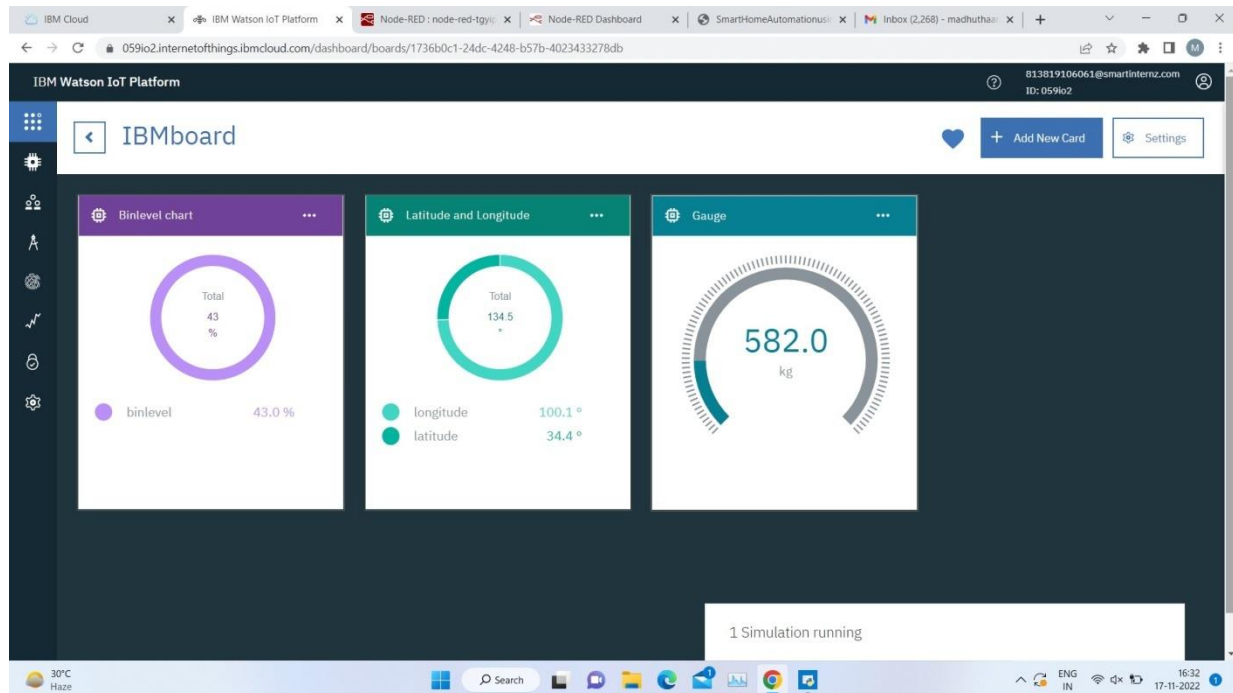 IBM Cloud
IBM Watson IoT Platform
Node-RED : node-red-tgyip
Node-RED Dashboard
SmartHomeAutomationusi
Inbox (2,268) - madhuthaa
059io2.internetofthings.ibmcloud.com/dashboard/boards/1736b0c1-24dc-4248-b57b-4023433278db
M
IBM Watson IoT Platform
813819106061@smartinternz.com
ID: 059io2
IBMboard
+ Add New Card
Settings
Binlevel chart
Total
43
%
binlevel 43.0 %
Latitude and Longitude
Total
134.5
°
longitude 100.1 °
latitude 34.4 °
Gauge
582.0
kg
1 Simulation running
30°C
Haze
Search
ENG
IN
16:32
17-11-2022
1